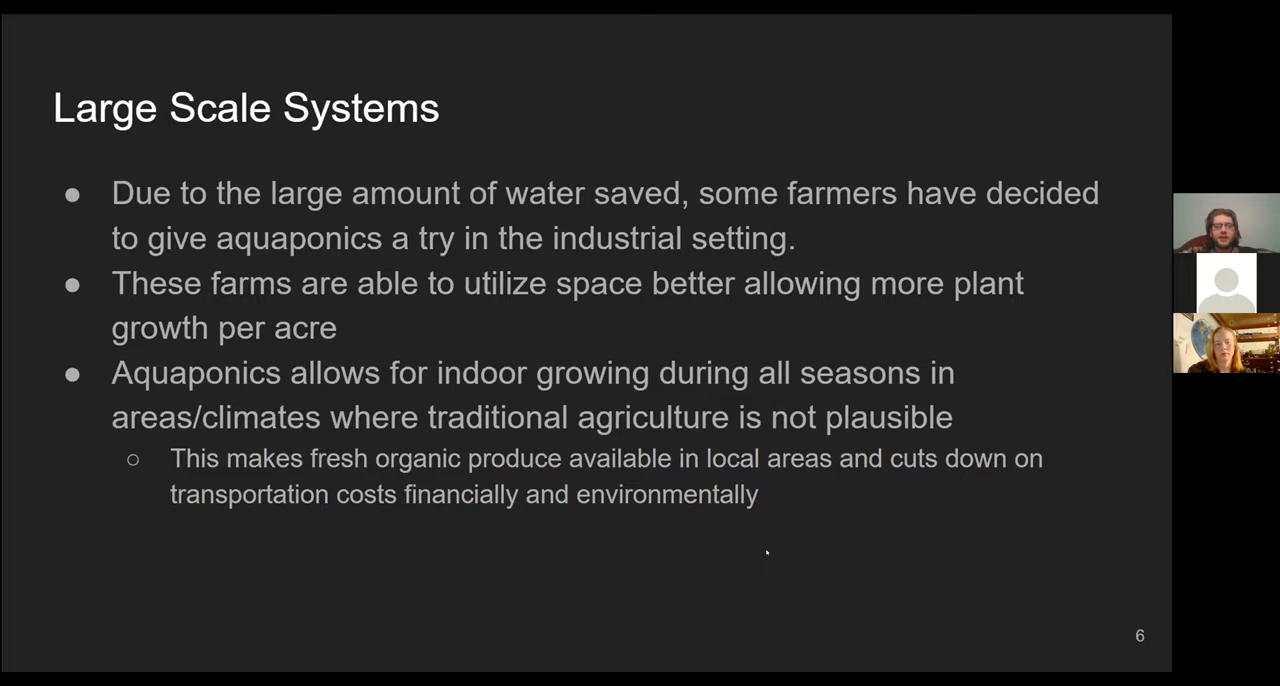 Large Scale Systems
● Due to the large amount of water saved, some farmers have decided
to give aquaponics a try in the industrial setting.
● These farms are able to utilize space better allowing more plant
growth per acre
● Aquaponics allows for indoor growing during all seasons in
areas/climates where traditional agriculture is not plausible
○ This makes fresh organic produce available in local areas and cuts down on
transportation costs financially and environmentally
6